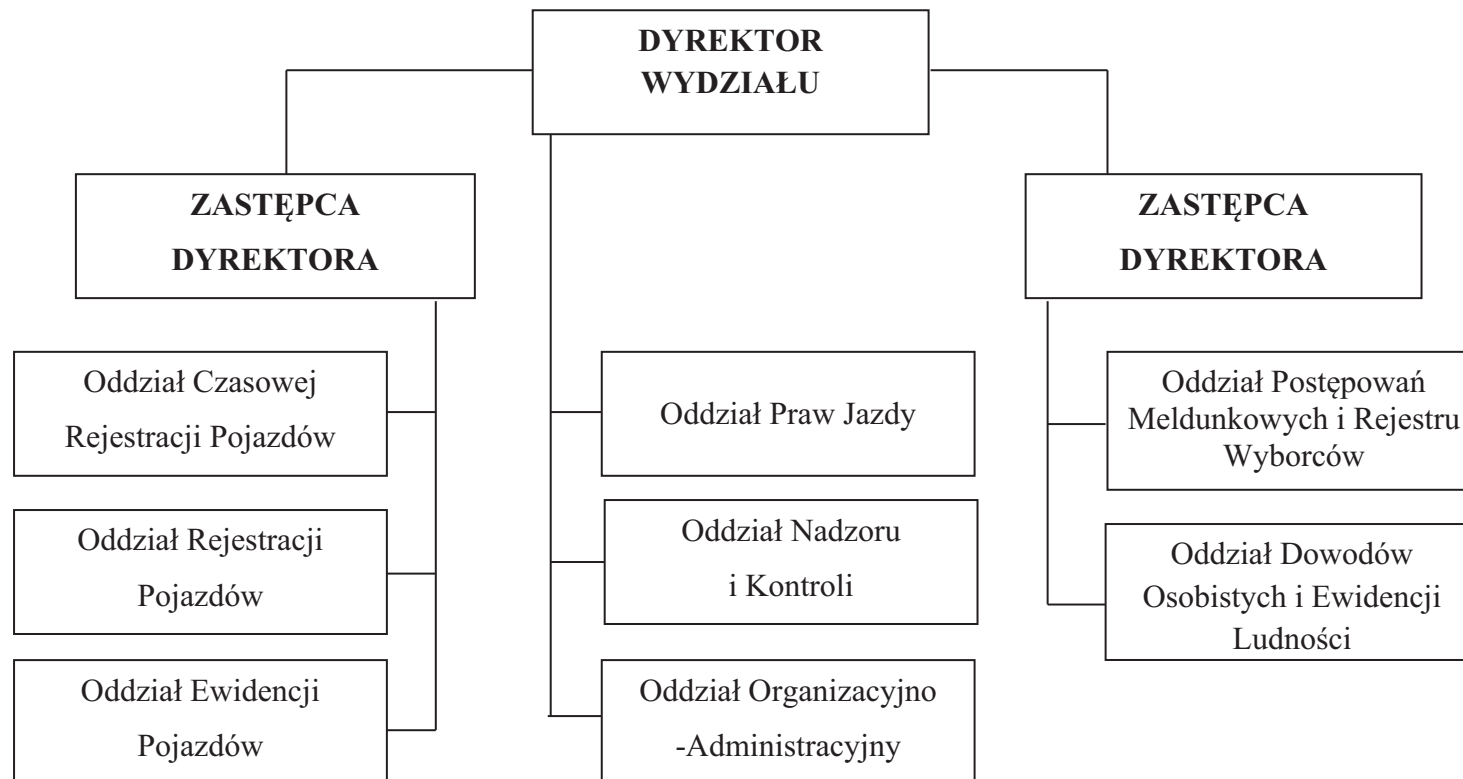 DYREKTOR
WYDZIAŁU
ZASTĘPCA
DYREKTORA
ZASTĘPCA
DYREKTORA
Oddział Czasowej
Rejestracji Pojazdów
Oddział Rejestracji
Pojazdów
Oddział Ewidencji
Pojazdów
Oddział Praw Jazdy
Oddział Nadzoru
i Kontroli
Oddział Organizacyjno
-Administracyjny
Oddział Postępowań
Meldunkowych i Rejestru
Wyborców
Oddział Dowodów
Osobistych i Ewidencji
Ludności